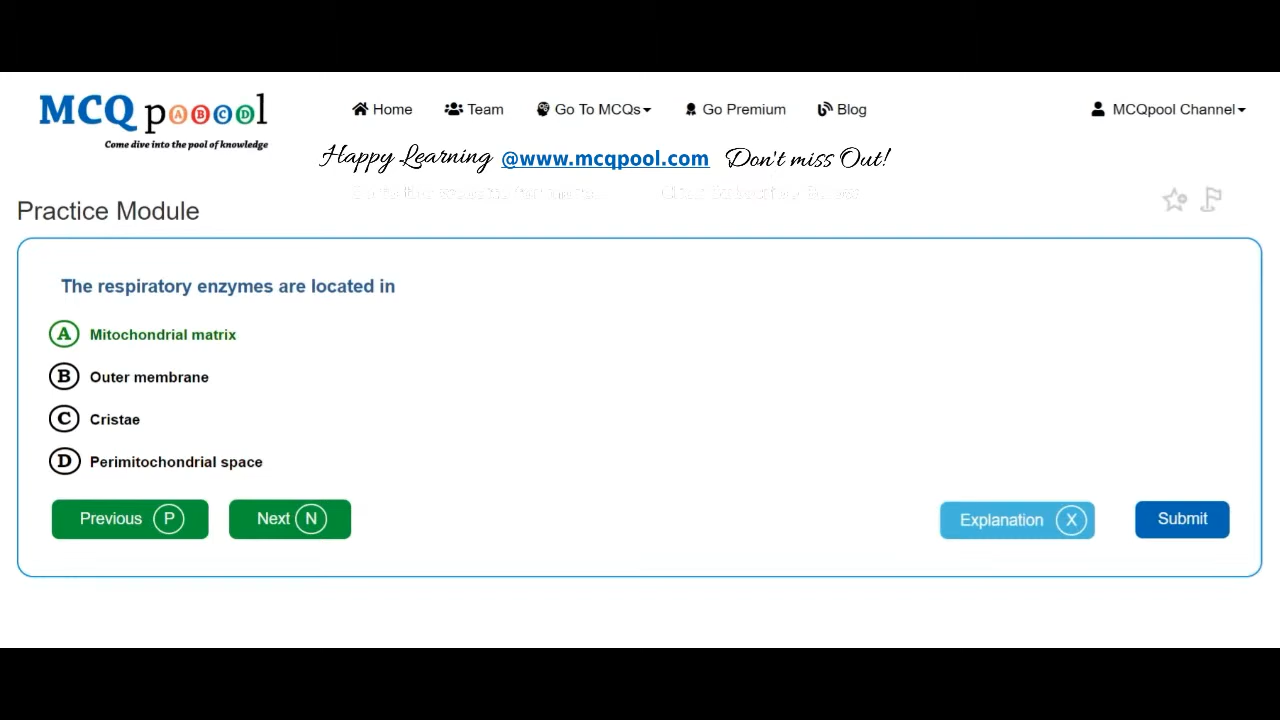 MCQ pool
A B C D
Come dive into the pool of knowledge
Home Team Go To MCQs Go Premium Blog MCQpool Channel
Happy Learning @www.mcqpool.com Don't miss Out!
Practice Module
The respiratory enzymes are located in
A Mitochondrial matrix
B Outer membrane
C Cristae
D Perimitochondrial space
Previous P Next N Explanation X Submit